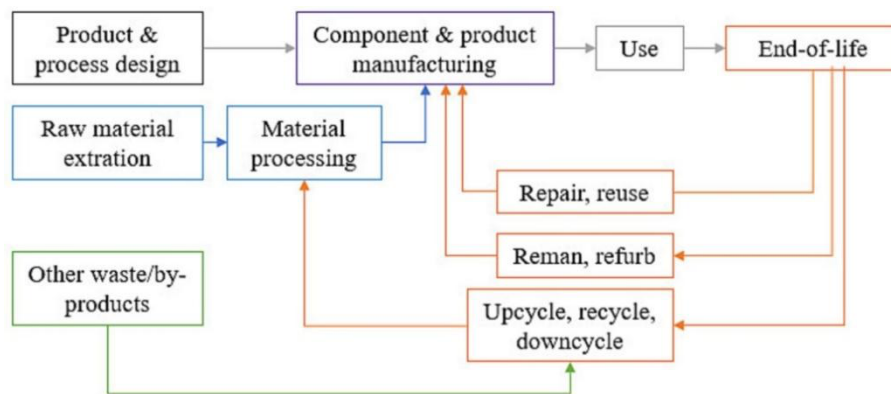 Product &
process design
Component & product
manufacturing
Use
End-of-life
Raw material
extration
Material
processing
Repair, reuse
Reman, refurb
Other waste/by-
products
Upcycle, recycle,
downcycle